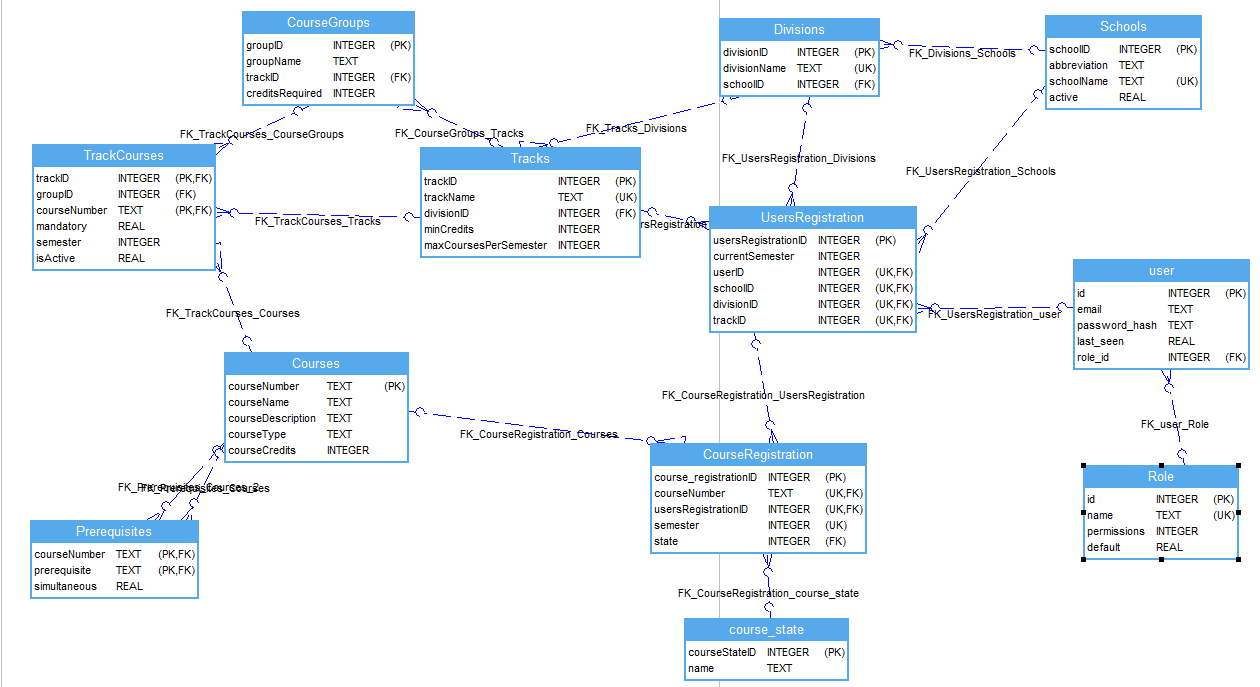 CourseGroups
groupID INTEGER (PK)
groupName TEXT
trackID INTEGER (FK)
creditsRequired INTEGER
Divisions
divisionID INTEGER (PK)
divisionName TEXT (UK)
schoolID INTEGER (FK)
Schools
schoolID INTEGER (PK)
abbreviation TEXT
schoolName TEXT (UK)
active REAL
FK_Divisions_Schools
FK_TrackCourses_CourseGroups
FK_CourseGroups_Tracks
FK_Tracks_Divisions
FK_UsersRegistration_Divisions
FK_UsersRegistration_Schools
TrackCourses
trackID INTEGER (PK,FK)
groupID INTEGER (FK)
courseNumber TEXT (PK,FK)
mandatory REAL
semester INTEGER
isActive REAL
Tracks
trackID INTEGER (PK)
trackName TEXT (UK)
divisionID INTEGER (FK)
minCredits INTEGER
maxCoursesPerSemester INTEGER
FK_TrackCourses_Tracks
rsRegistration
UsersRegistration
usersRegistrationID INTEGER (PK)
currentSemester INTEGER
userID INTEGER (UK,FK)
schoolID INTEGER (UK,FK)
divisionID INTEGER (UK,FK)
trackID INTEGER (UK,FK)
user
id INTEGER (PK)
email TEXT
password_hash TEXT
last_seen REAL
role_id INTEGER (FK)
FK_UsersRegistration_user
FK_TrackCourses_Courses
Courses
courseNumber TEXT (PK)
courseName TEXT
courseDescription TEXT
courseType TEXT
courseCredits INTEGER
FK_CourseRegistration_UsersRegistration
FK_CourseRegistration_Courses
FK_user_Role
CourseRegistration
course_registrationID INTEGER (PK)
courseNumber TEXT (UK,FK)
usersRegistrationID INTEGER (UK,FK)
semester INTEGER (UK)
state INTEGER (FK)
Role
id INTEGER (PK)
name TEXT (UK)
permissions INTEGER
default REAL
FK_Prerequisites_Courses_2
FK_Prerequisites_Courses
Prerequisites
courseNumber TEXT (PK,FK)
prerequisite TEXT (PK,FK)
simultaneous REAL
FK_CourseRegistration_course_state
course_state
courseStateID INTEGER (PK)
name TEXT